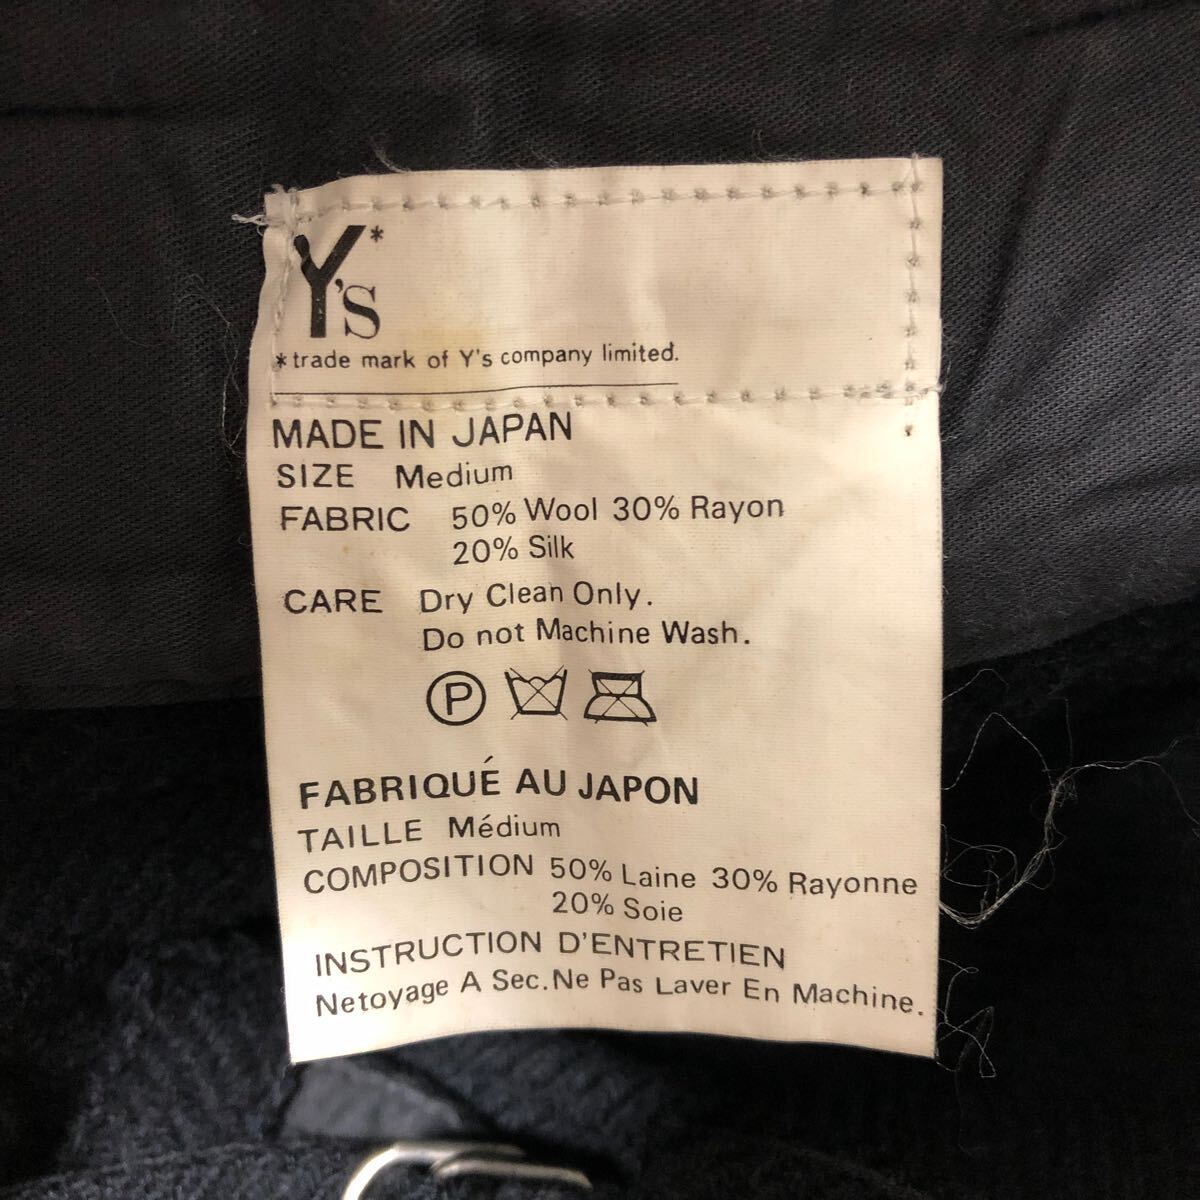 Y's*
*trade mark of Y's company limited.
MADE IN JAPAN
SIZE Medium
FABRIC 50% Wool 30% Rayon
20% Silk
CARE Dry Clean Only.
Do not Machine Wash.
P
FABRIQUÉ AU JAPON
TAILLE Médium
COMPOSITION 50% Laine 30% Rayonne
20% Soie
INSTRUCTION D'ENTRETIEN
Netoyage A Sec.Ne Pas Laver En Machine.